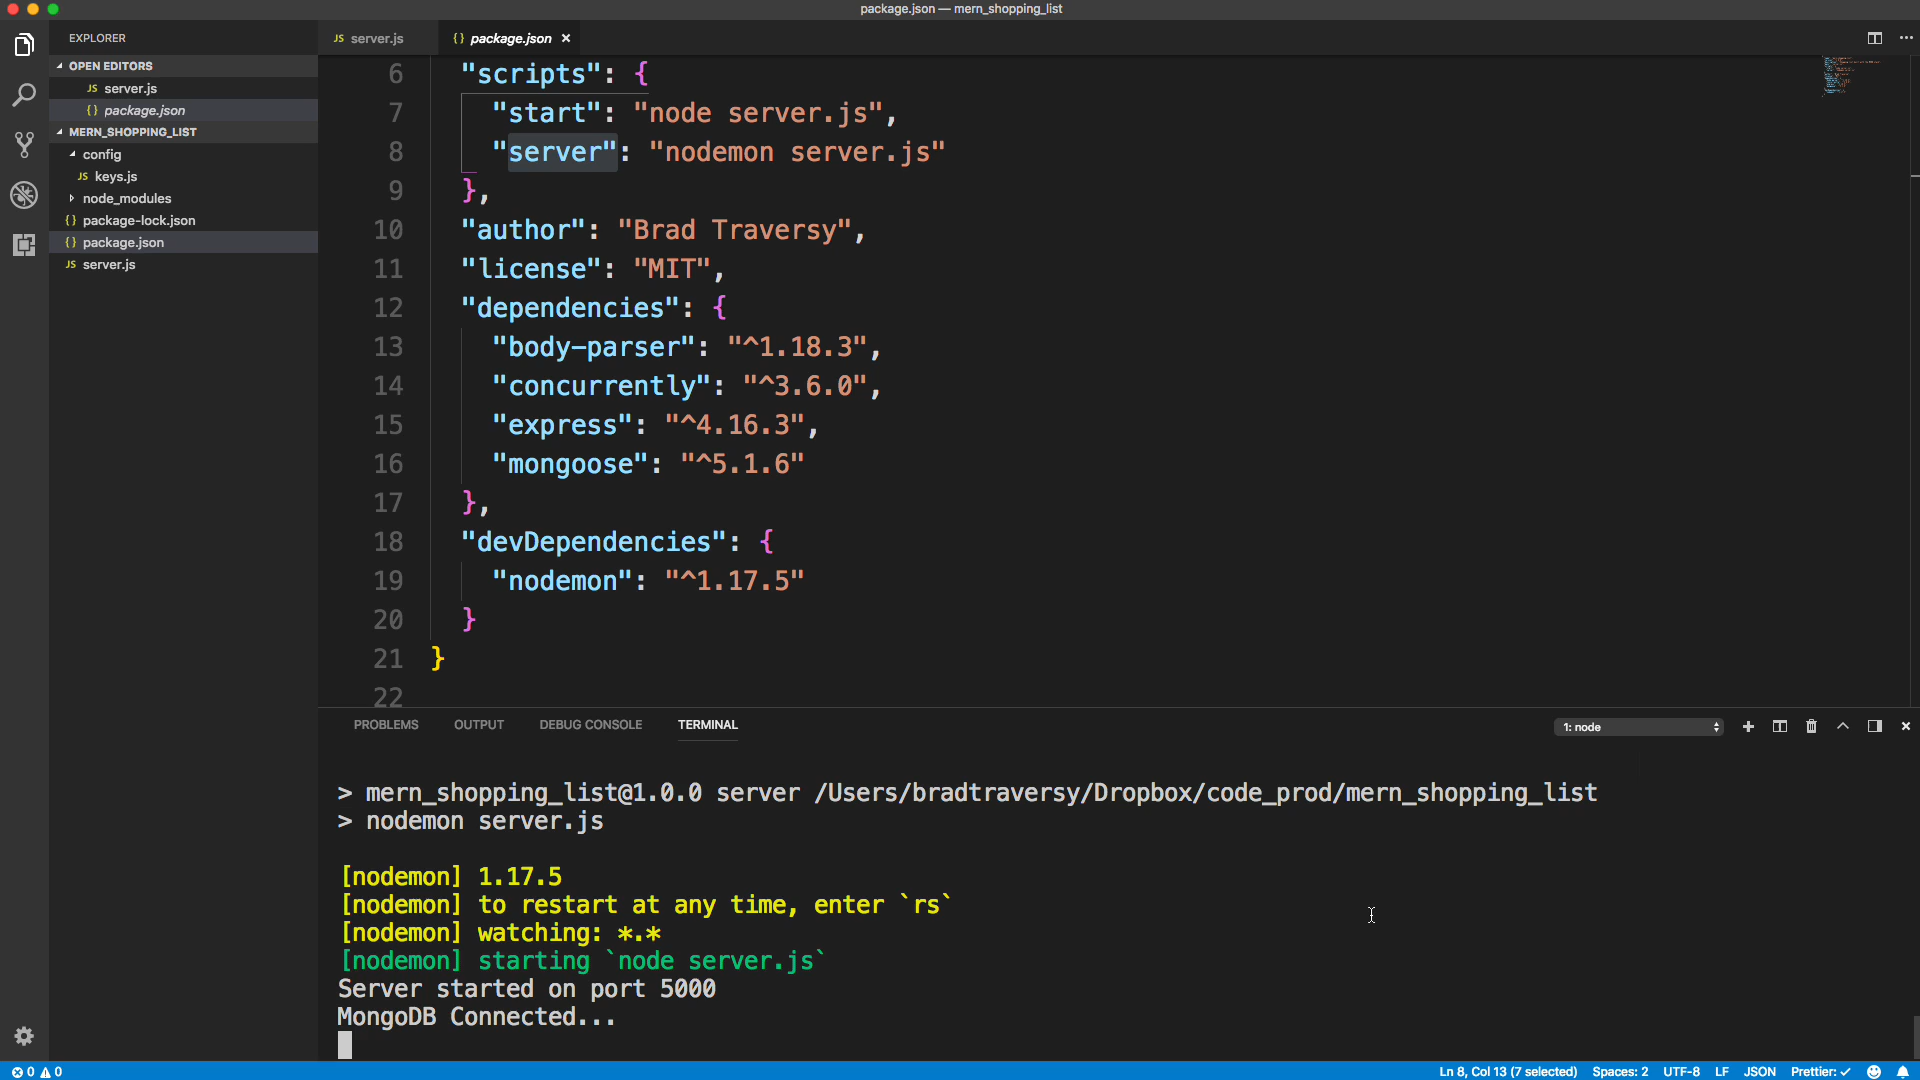 package.json — mern_shopping_list
EXPLORER
OPEN EDITORS
JS server.js
{} package.json
MERN_SHOPPING_LIST
config
JS keys.js
node_modules
{} package-lock.json
{} package.json
JS server.js
JS server.js
{} package.json ×
6 "scripts": {
7 "start": "node server.js",
8 "server": "nodemon server.js"
9 },
10 "author": "Brad Traversy",
11 "license": "MIT",
12 "dependencies": {
13 "body-parser": "^1.18.3",
14 "concurrently": "^3.6.0",
15 "express": "^4.16.3",
16 "mongoose": "^5.1.6"
17 },
18 "devDependencies": {
19 "nodemon": "^1.17.5"
20 }
21 }
22
PROBLEMS OUTPUT DEBUG CONSOLE TERMINAL
1: node
> mern_shopping_list@1.0.0 server /Users/bradtraversy/Dropbox/code_prod/mern_shopping_list
> nodemon server.js
[nodemon] 1.17.5
[nodemon] to restart at any time, enter `rs`
[nodemon] watching: *.*
[nodemon] starting `node server.js`
Server started on port 5000
MongoDB Connected...
0 0
Ln 8, Col 13 (7 selected) Spaces: 2 UTF-8 LF JSON Prettier: ✓